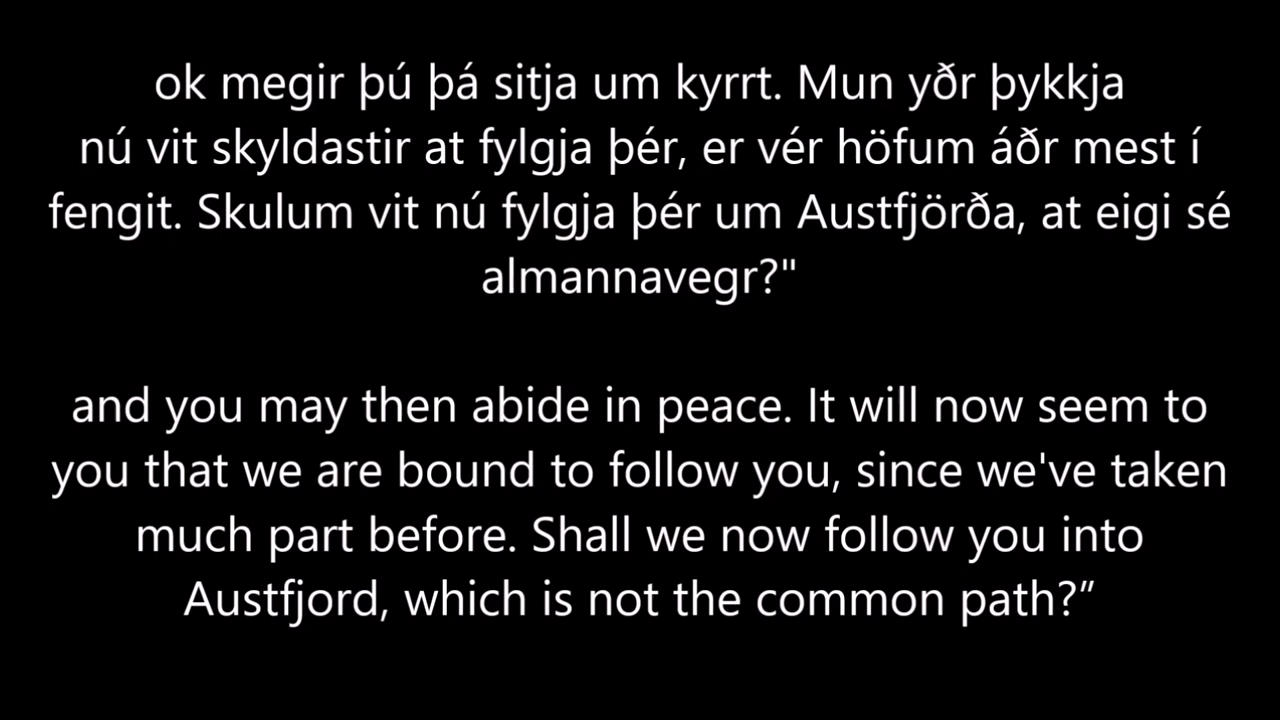 ok megir þú þá sitja um kyrrt. Mun yðr þykkja
nú vit skyldastir at fylgja þér, er vér höfum áðr mest í
fengit. Skulum vit nú fylgja þér um Austfjörða, at eigi sé
almannavegr?"
and you may then abide in peace. It will now seem to
you that we are bound to follow you, since we've taken
much part before. Shall we now follow you into
Austfjord, which is not the common path?”